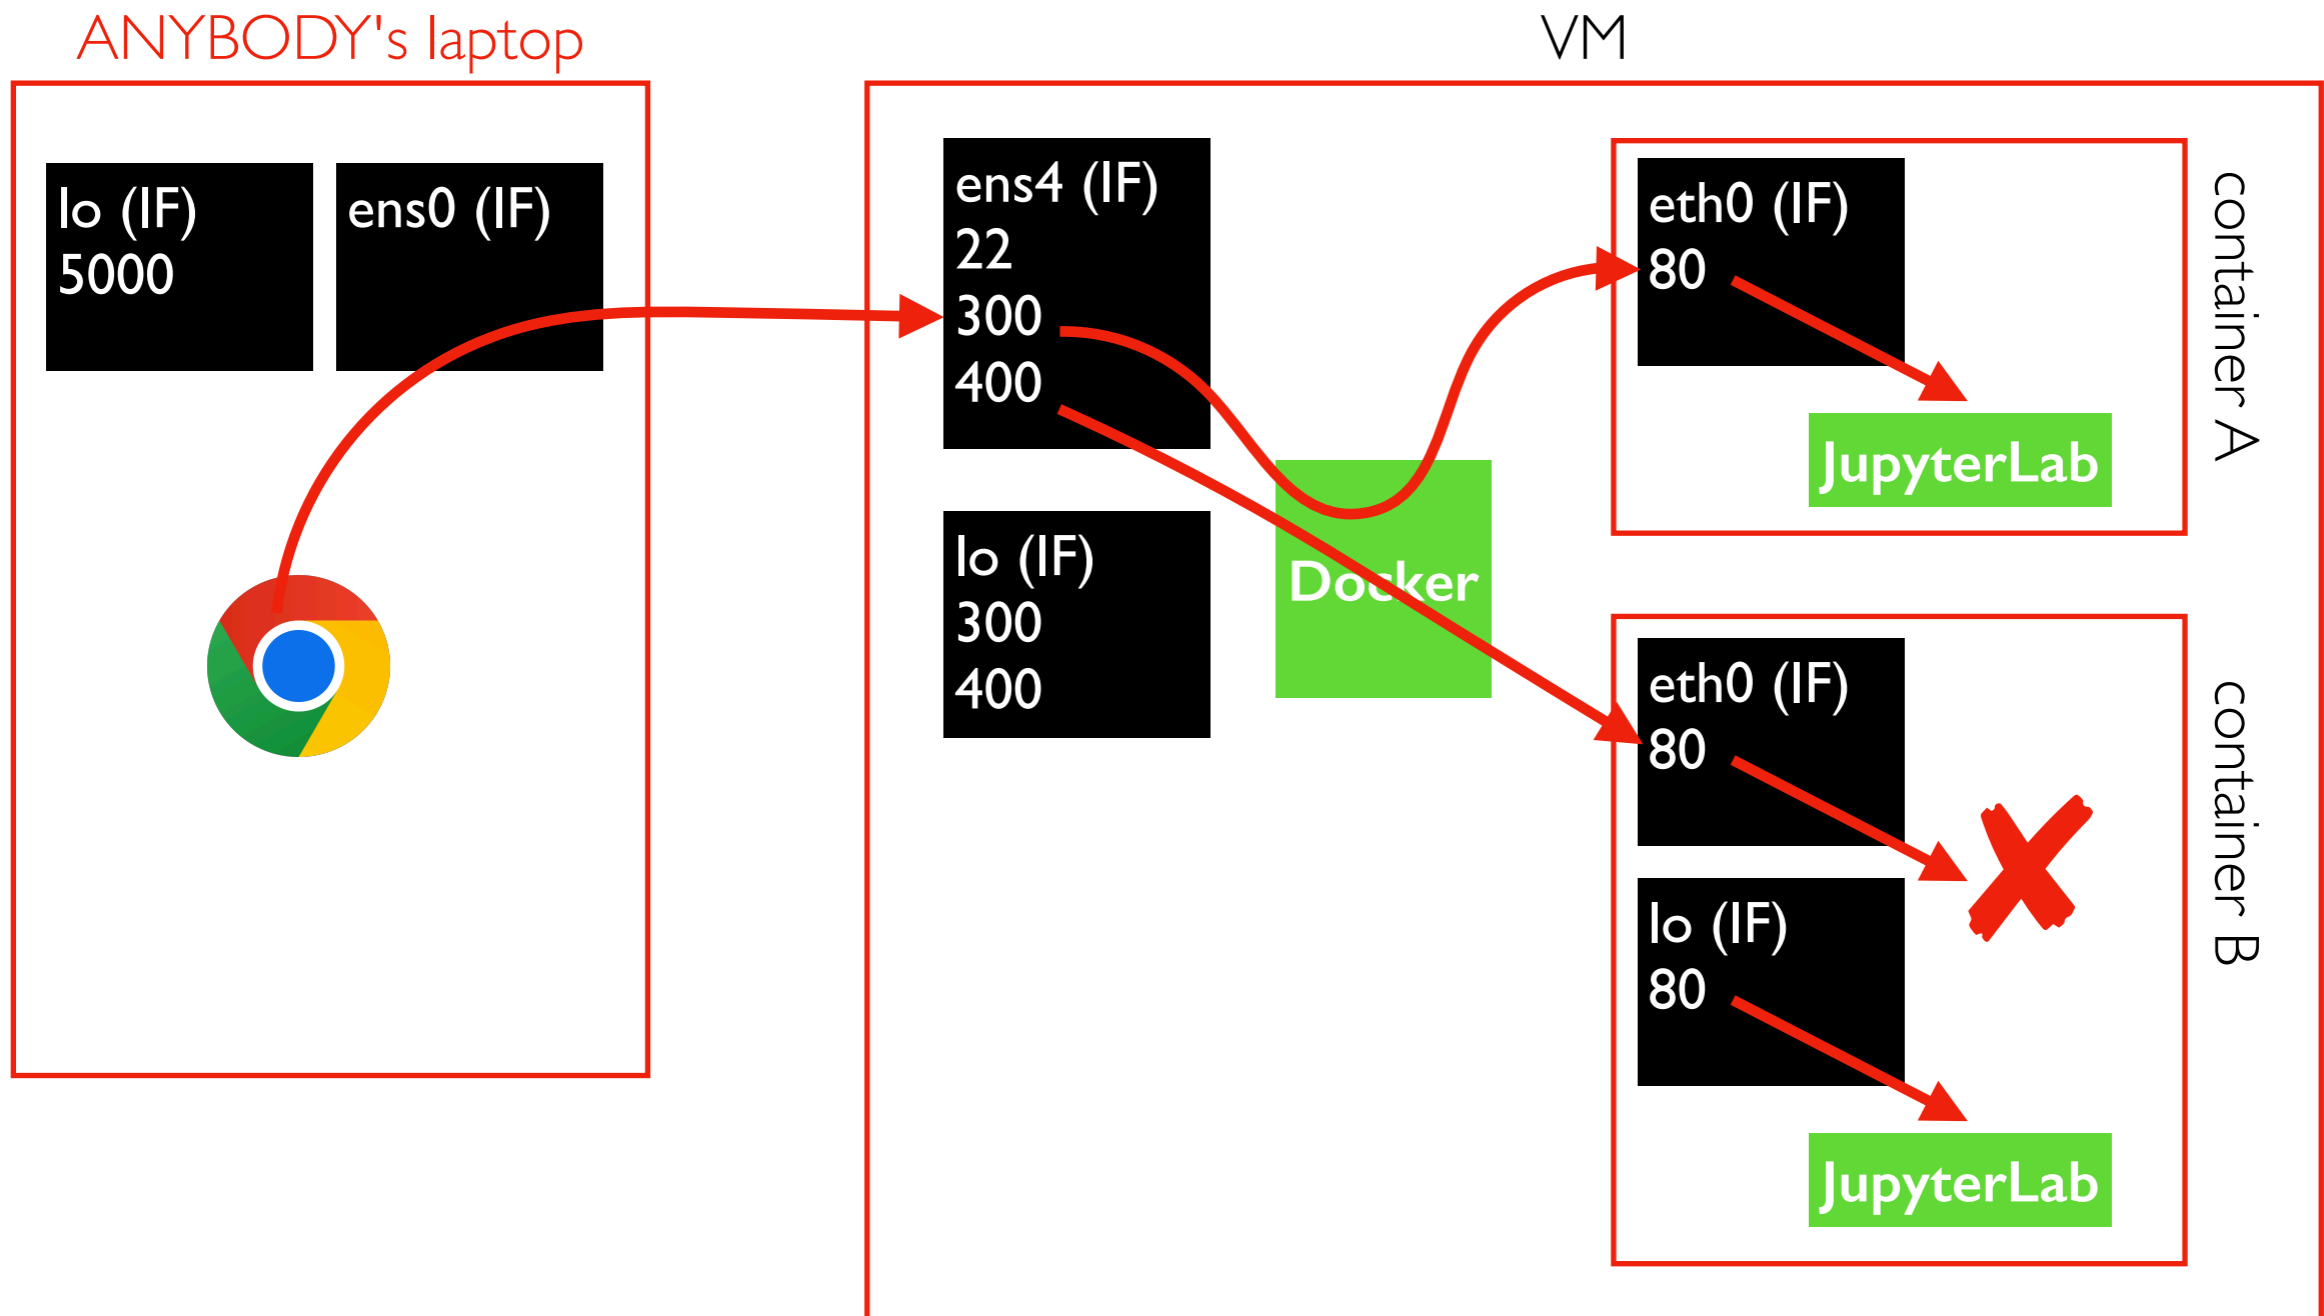 ANYBODY's laptop
lo (IF)
5000
ens0 (IF)
VM
ens4 (IF)
22
300
400
lo (IF)
300
400
Docker
eth0 (IF)
80
JupyterLab
container A
eth0 (IF)
80
lo (IF)
80
JupyterLab
container B